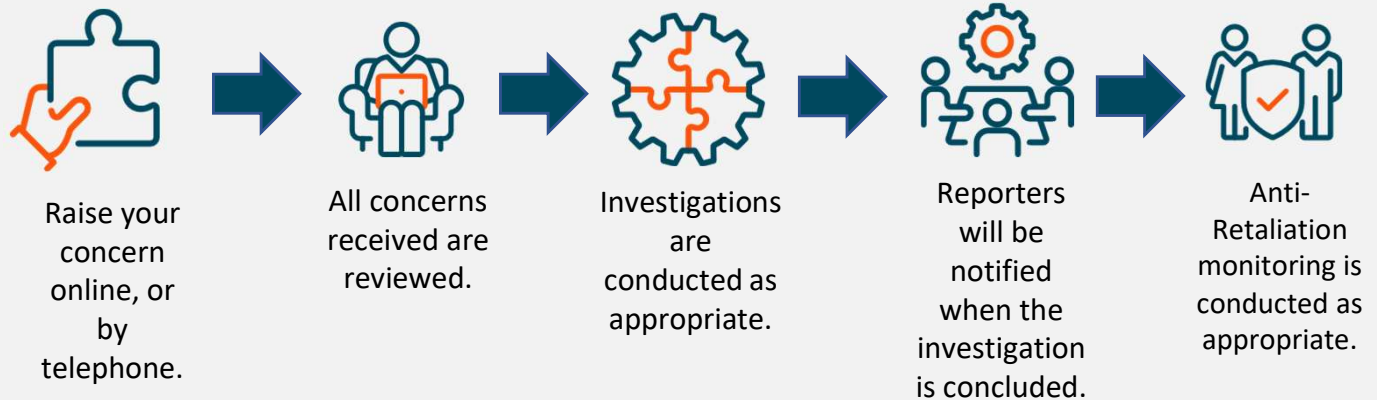 Raise your
concern
online, or
by
telephone.
All concerns
received are
reviewed.
Investigations
are
conducted as
appropriate.
Reporters
will be
notified
when the
investigation
is concluded.
Anti-
Retaliation
monitoring is
conducted as
appropriate.